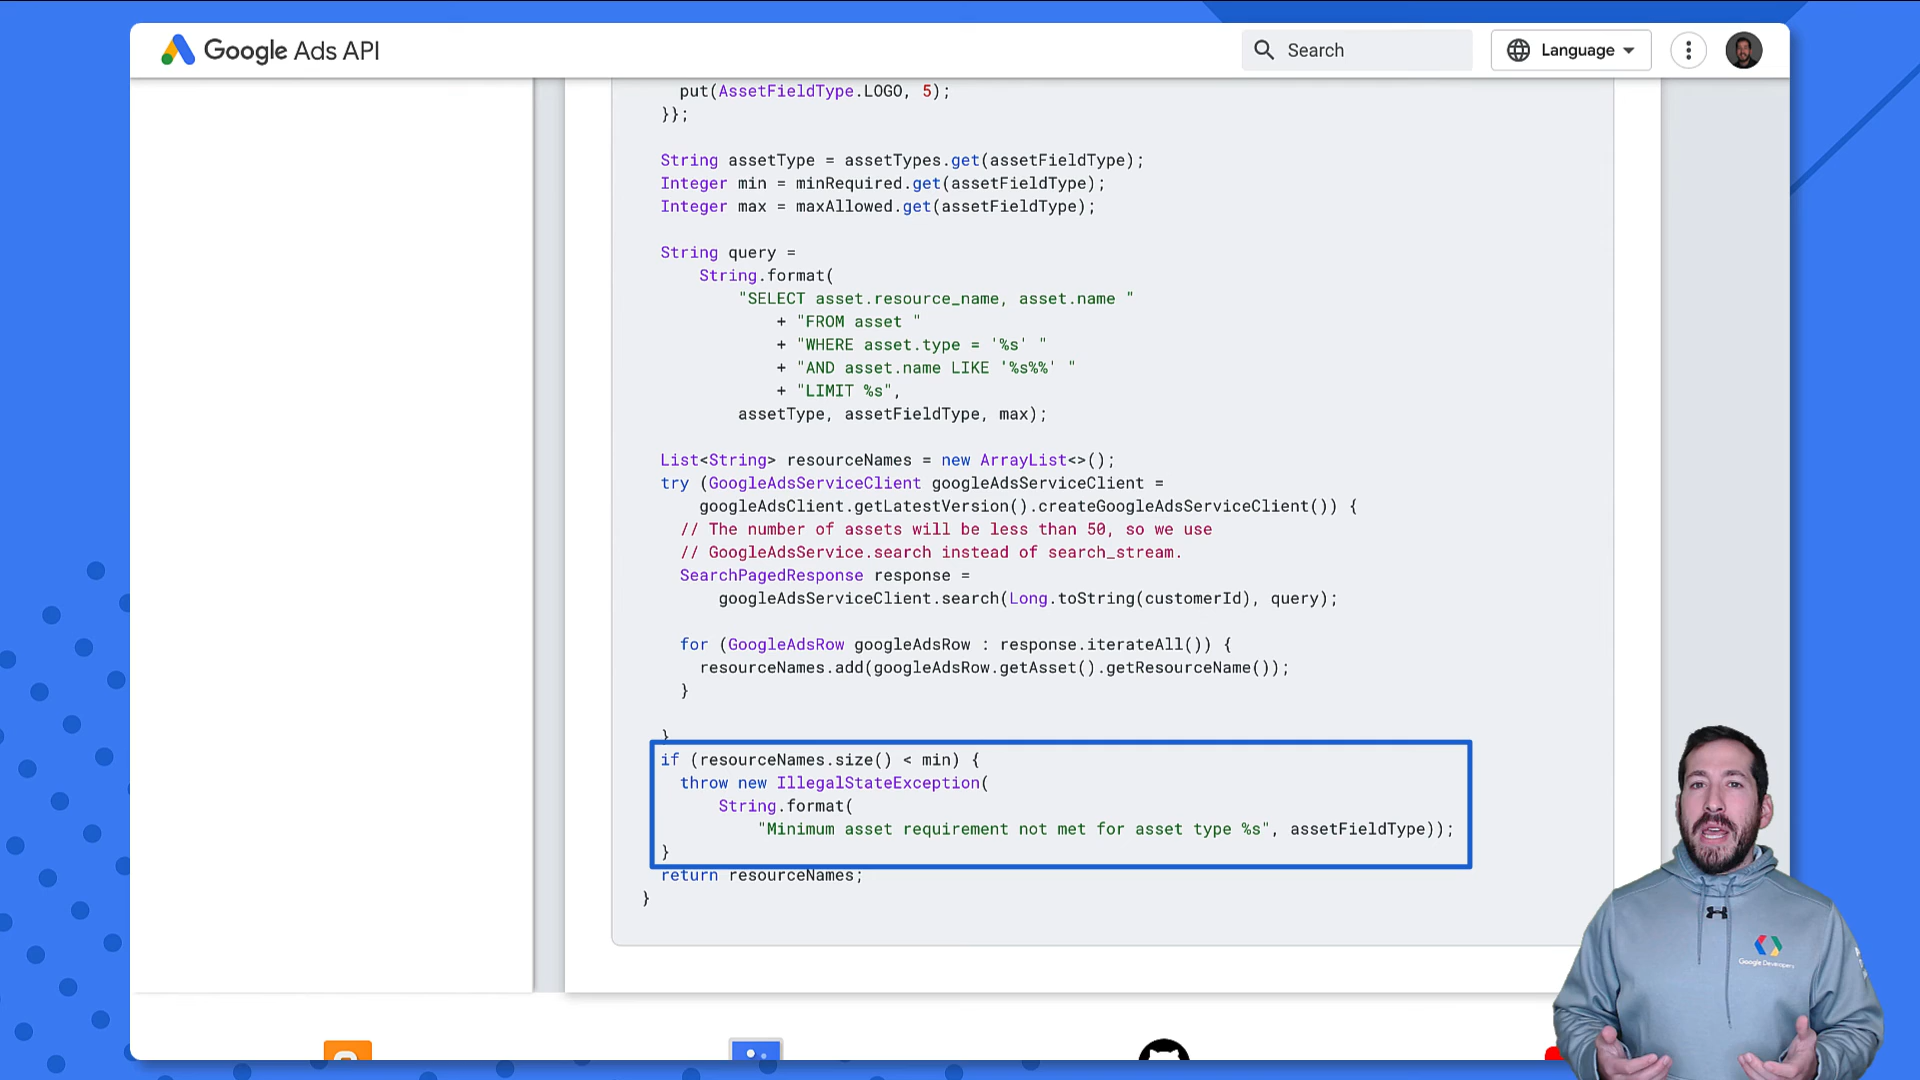 Google Ads API
Search
Language
put(AssetFieldType.LOGO, 5);
}};
String assetType = assetTypes.get(assetFieldType);
Integer min = minRequired.get(assetFieldType);
Integer max = maxAllowed.get(assetFieldType);
String query =
String.format(
"SELECT asset.resource_name, asset.name "
+ "FROM asset "
+ "WHERE asset.type = '%s' "
+ "AND asset.name LIKE '%s%%' "
+ "LIMIT %s",
assetType, assetFieldType, max);
List<String> resourceNames = new ArrayList<>();
try (GoogleAdsServiceClient googleAdsServiceClient =
googleAdsClient.getLatestVersion().createGoogleAdsServiceClient()) {
// The number of assets will be less than 50, so we use
// GoogleAdsService.search instead of search_stream.
SearchPagedResponse response =
googleAdsServiceClient.search(Long.toString(customerId), query);
for (GoogleAdsRow googleAdsRow : response.iterateAll()) {
resourceNames.add(googleAdsRow.getAsset().getResourceName());
}
}
if (resourceNames.size() < min) {
throw new IllegalStateException(
String.format(
"Minimum asset requirement not met for asset type %s", assetFieldType));
}
return resourceNames;
}
Google Developers